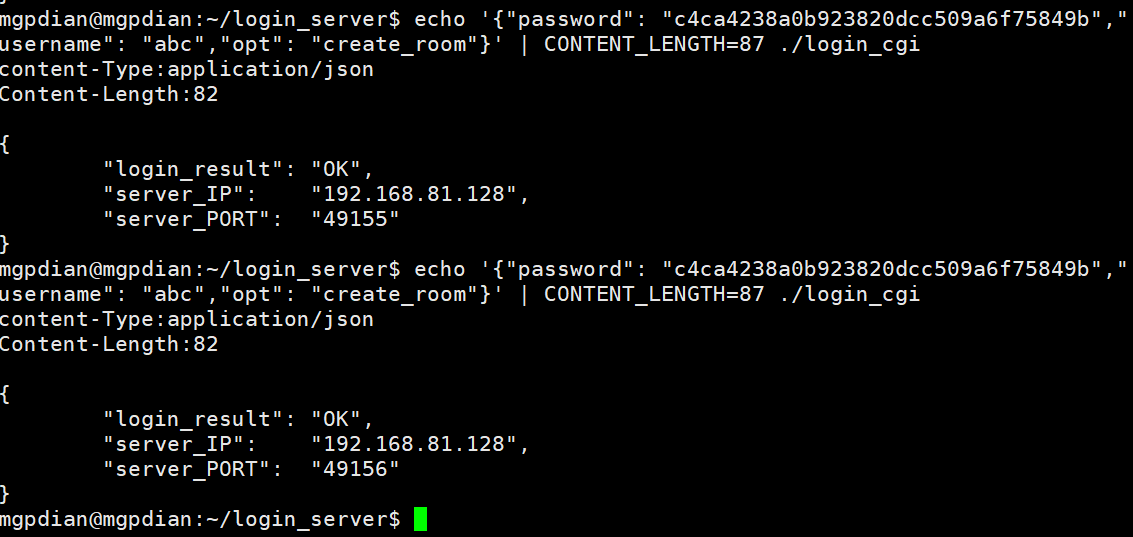 mgpdian@mgpdian:~/login_server$ echo '{"password": "c4ca4238a0b923820dcc509a6f75849b","
username": "abc","opt": "create_room"}' | CONTENT_LENGTH=87 ./login_cgi
content-Type:application/json
Content-Length:82

{
        "login_result": "OK",
        "server_IP":    "192.168.81.128",
        "server_PORT":  "49155"
}
mgpdian@mgpdian:~/login_server$ echo '{"password": "c4ca4238a0b923820dcc509a6f75849b","
username": "abc","opt": "create_room"}' | CONTENT_LENGTH=87 ./login_cgi
content-Type:application/json
Content-Length:82

{
        "login_result": "OK",
        "server_IP":    "192.168.81.128",
        "server_PORT":  "49156"
}
mgpdian@mgpdian:~/login_server$